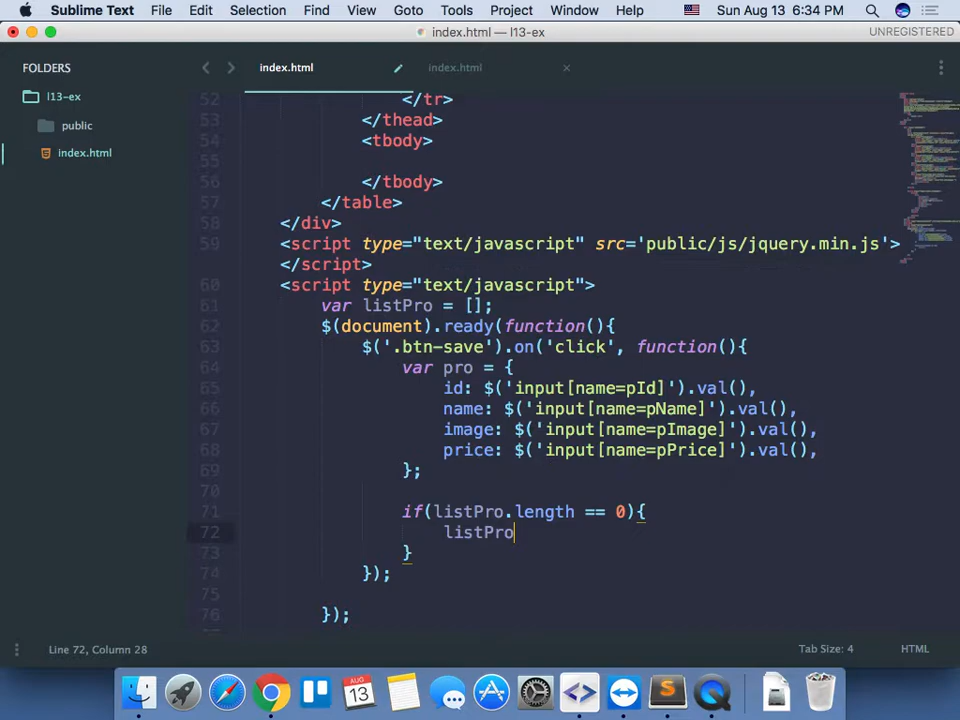 Sublime Text File Edit Selection Find View Goto Tools Project Window Help Sun Aug 13 6:34 PM
index.html — l13-ex UNREGISTERED
FOLDERS
l13-ex
public
index.html
index.html index.html
52 </tr>
53 </thead>
54 <tbody>
55
56 </tbody>
57 </table>
58 </div>
59 <script type="text/javascript" src='public/js/jquery.min.js'>
</script>
60 <script type="text/javascript">
61 var listPro = [];
62 $(document).ready(function(){
63 $('.btn-save').on('click', function(){
64 var pro = {
65 id: $('input[name=pId]').val(),
66 name: $('input[name=pName]').val(),
67 image: $('input[name=pImage]').val(),
68 price: $('input[name=pPrice]').val(),
69 };
70
71 if(listPro.length == 0){
72 listPro
73 }
74 });
75
76 });
Line 72, Column 28 Tab Size: 4 HTML
AUG
13